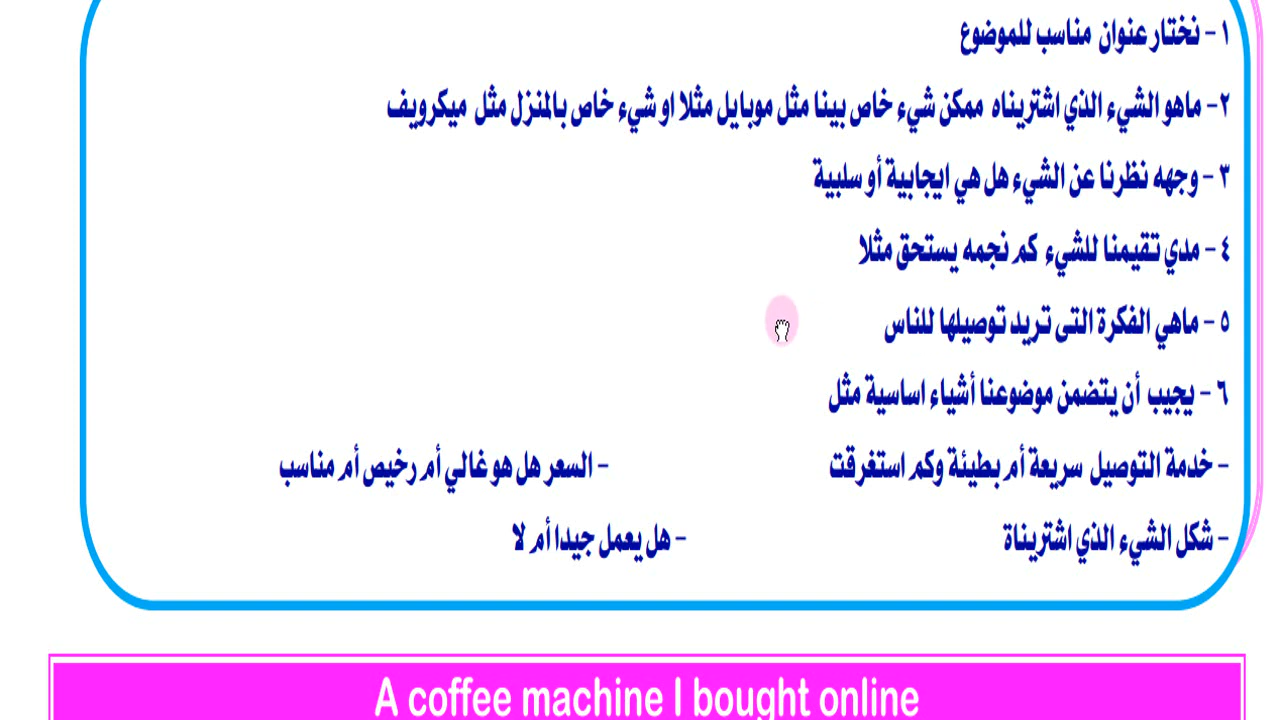 ١ – نختار عنوان مناسب للموضوع
٢– ماهو الشيء الذي اشتريناه ممكن شيء خاص بينا مثل موبايل مثلا او شيء خاص بالمنزل مثل ميكرويف
٣ – وجهه نظرنا عن الشيء هل هي ايجابية أو سلبية
٤ – مدي تقيمنا للشيء كم نجمه يستحق مثلا
٥ – ماهي الفكرة التى تريد توصيلها للناس
٦ – يجيب أن يتضمن موضوعنا أشياء اساسية مثل
– خدمة التوصيل سريعة أم بطيئة وكم استغرقت – السعر هل هو غالي أم رخيص أم مناسب
– شكل الشيء الذي اشتريناة – هل يعمل جيدا أم لا
A coffee machine I bought online